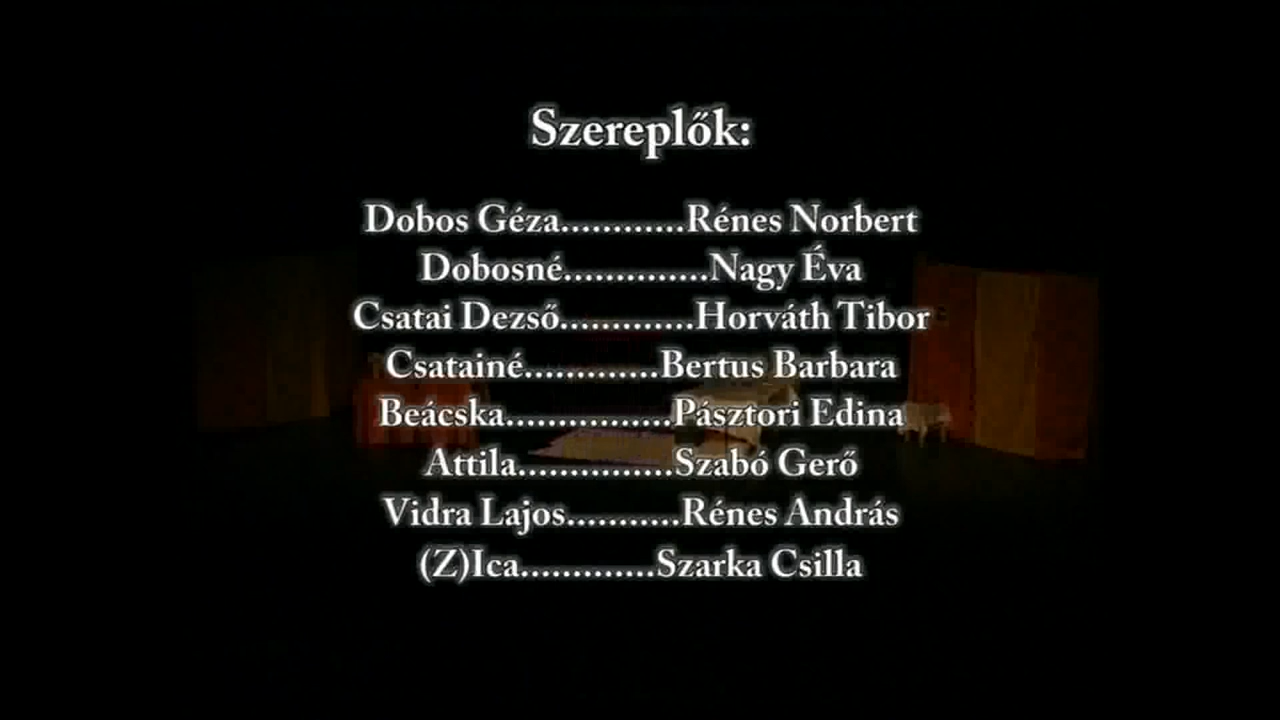 Szereplők:
Dobos Géza............Rénes Norbert
Dobosné..............Nagy Éva
Csatai Dezső.............Horváth Tibor
Csatainé.............Bertus Barbara
Beácska................Pásztori Edina
Attila...............Szabó Gerő
Vidra Lajos...........Rénes András
(Z)Ica.............Szarka Csilla